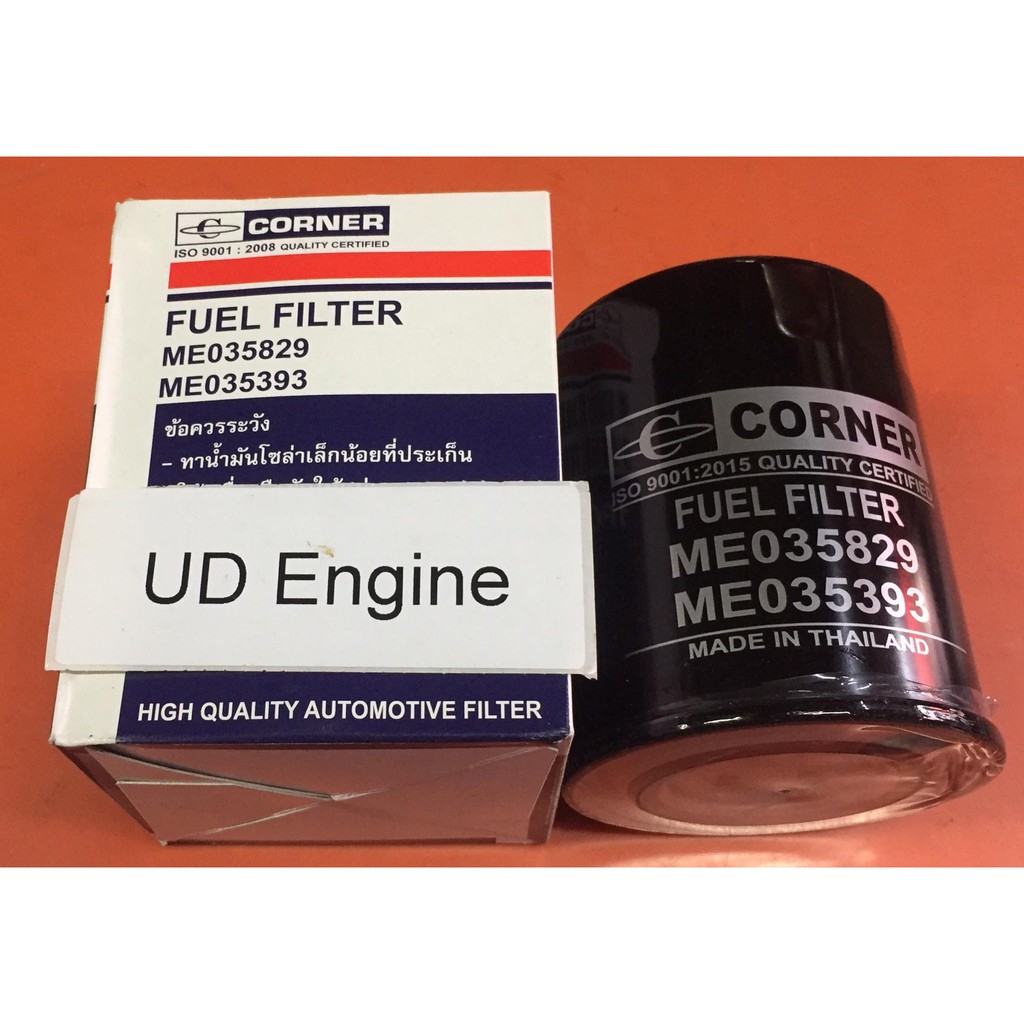 CORNER
ISO 9001 : 2008 QUALITY CERTIFIED
FUEL FILTER
ME035829
ME035393
ข้อควรระวัง
- ทาน้ำมันโซล่าเล็กน้อยที่ประเก็น
UD Engine
HIGH QUALITY AUTOMOTIVE FILTER
CORNER
ISO 9001:2015 QUALITY CERTIFIED
FUEL FILTER
ME035829
ME035393
MADE IN THAILAND